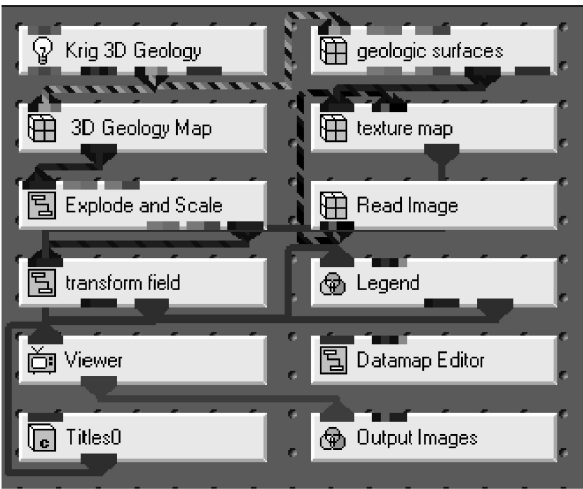 Krig 3D Geology
geologic surfaces
3D Geology Map
texture map
Explode and Scale
Read Image
transform field
Legend
Viewer
Datamap Editor
c
Titles0
Output Images